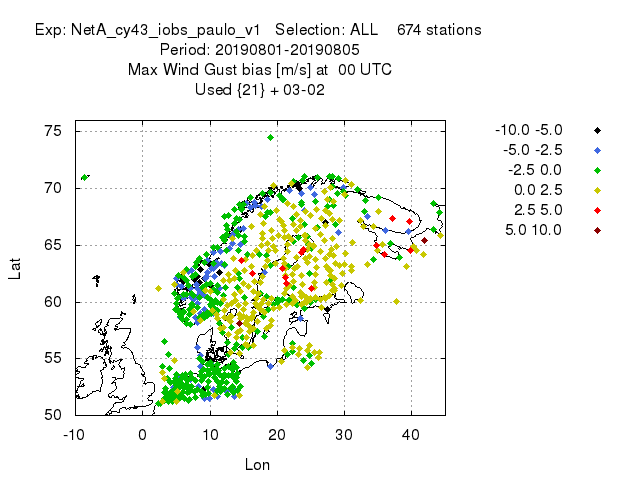 Exp: NetA_cy43_iobs_paulo_v1 Selection: ALL 674 stations
Period: 20190801-20190805
Max Wind Gust bias [m/s] at 00 UTC
Used {21} + 03-02
75
70
65
60
55
50
-10 0 10 20 30 40
Lat
Lon
-10.0 -5.0
-5.0 -2.5
-2.5 0.0
0.0 2.5
2.5 5.0
5.0 10.0